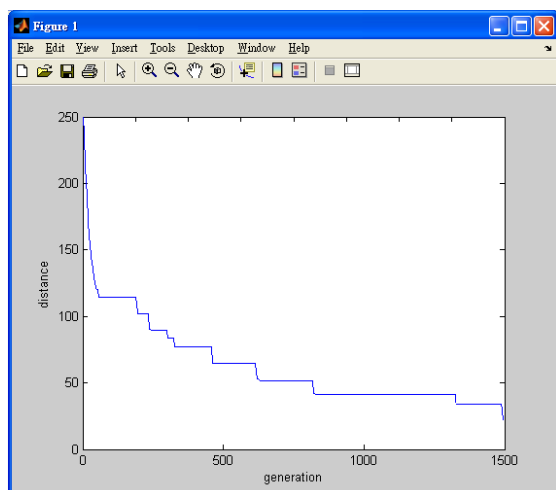 Figure 1
File Edit View Insert Tools Desktop Window Help
250
200
150
100
50
0
distance
0 500 1000 1500
generation